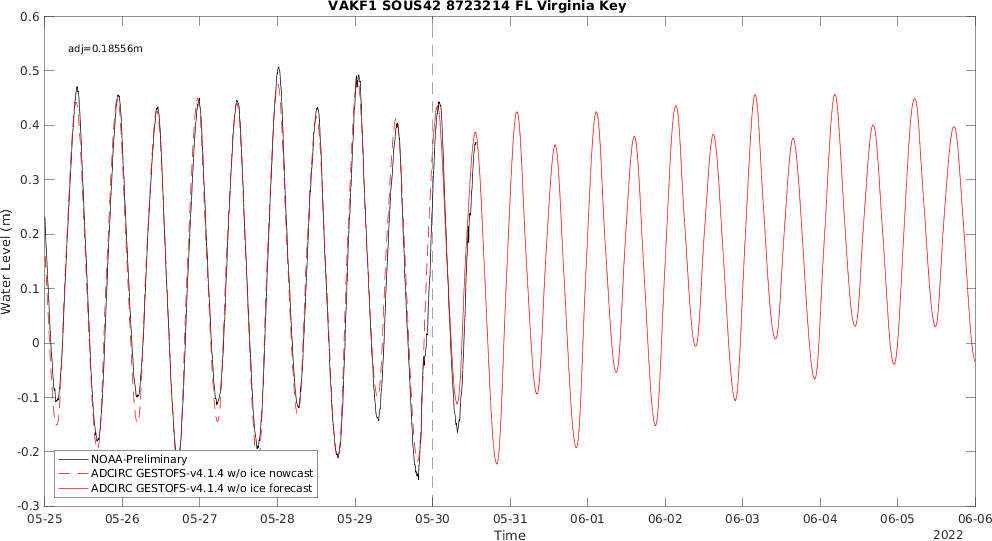 VAKF1 SOUS42 8723214 FL Virginia Key
adj=0.18556m
0.6
0.5
0.4
0.3
0.2
0.1
0
-0.1
-0.2
-0.3
Water Level (m)
NOAA-Preliminary
ADCIRC GESTOFS-v4.1.4 w/o ice nowcast
ADCIRC GESTOFS-v4.1.4 w/o ice forecast
05-25 05-26 05-27 05-28 05-29 05-30 05-31 06-01 06-02 06-03 06-04 06-05 06-06
Time
2022